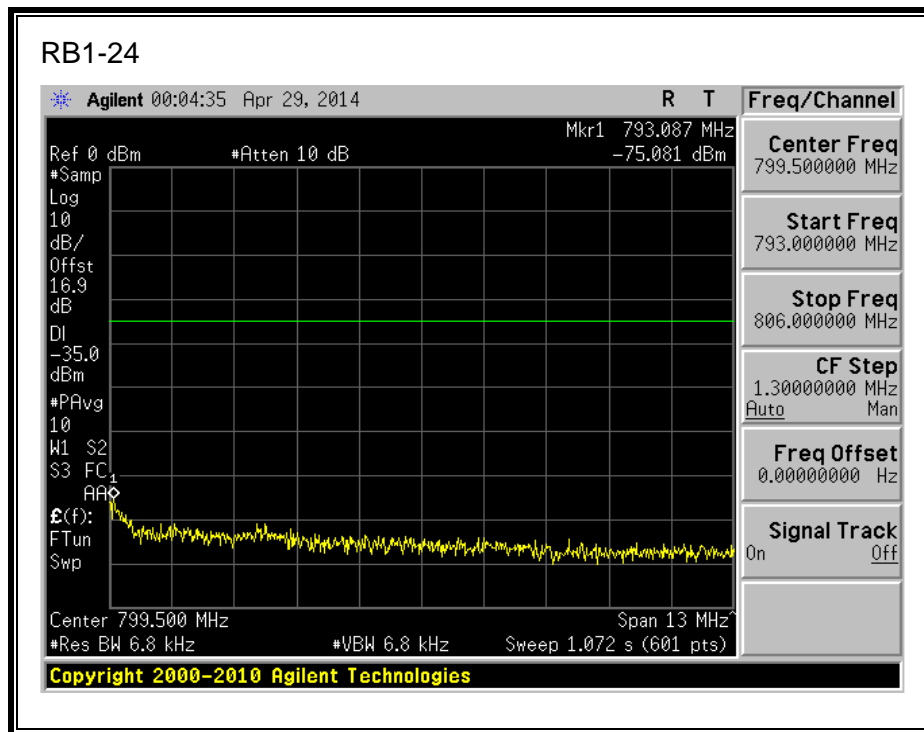 RB1-24
Agilent 00:04:35 Apr 29, 2014 R T
Freq/Channel
Mkr1 793.087 MHz
Ref 0 dBm #Atten 10 dB -75.081 dBm
#Samp
Log
10
dB/
Offst
16.9
dB
DI
-35.0
dBm
#PAvg
10
W1 S2
S3 FC
AA
£(f):
FTun
Swp
1
Center 799.500 MHz Span 13 MHz^
#Res BW 6.8 kHz #VBW 6.8 kHz Sweep 1.072 s (601 pts)
Center Freq
799.500000 MHz
Start Freq
793.000000 MHz
Stop Freq
806.000000 MHz
CF Step
1.30000000 MHz
Auto Man
Freq Offset
0.00000000 Hz
Signal Track
On Off
Copyright 2000-2010 Agilent Technologies